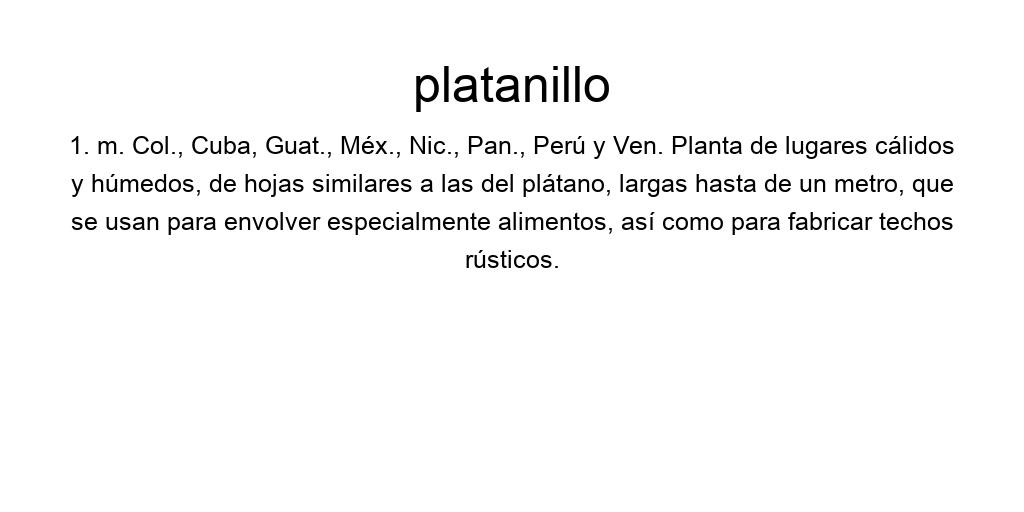 platanillo
1. m. Col., Cuba, Guat., Méx., Nic., Pan., Perú y Ven. Planta de lugares cálidos
y húmedos, de hojas similares a las del plátano, largas hasta de un metro, que
se usan para envolver especialmente alimentos, así como para fabricar techos
rústicos.